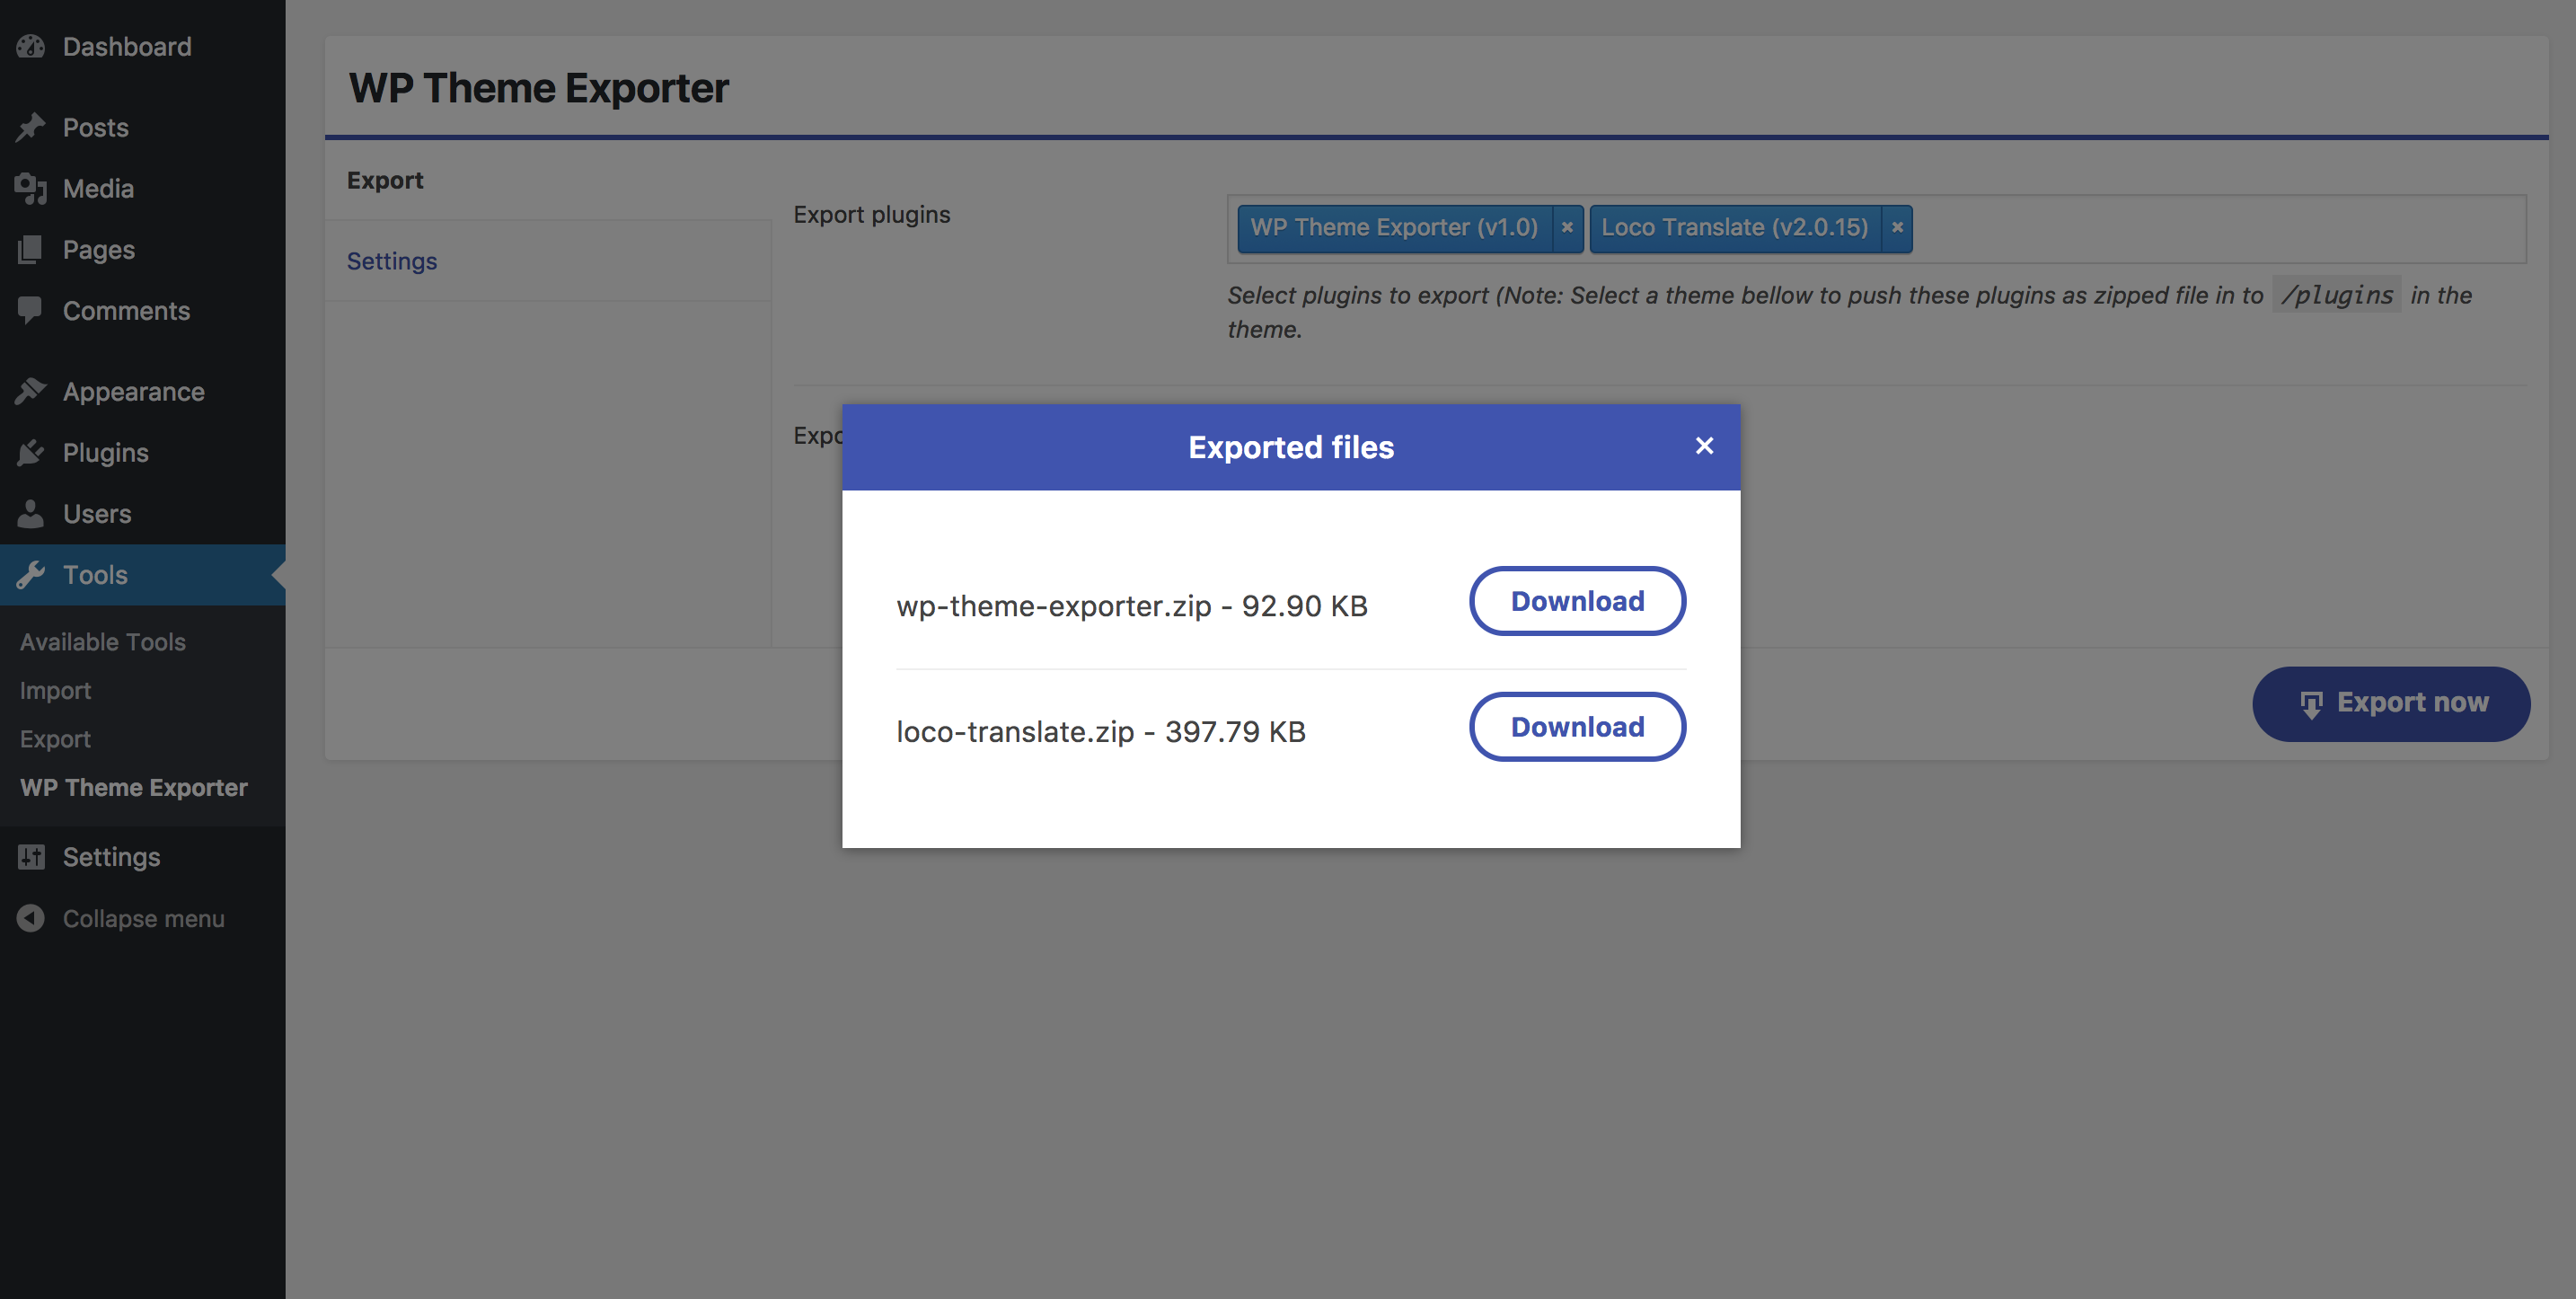 Dashboard
Posts
Media
Pages
Comments
Appearance
Plugins
Users
Tools
Available Tools
Import
Export
WP Theme Exporter
Settings
Collapse menu
WP Theme Exporter
Export
Settings
Export plugins
WP Theme Exporter (v1.0) × Loco Translate (v2.0.15) ×
Select plugins to export (Note: Select a theme bellow to push these plugins as zipped file in to /plugins in the
theme.
Exported files ×
wp-theme-exporter.zip - 92.90 KB Download
loco-translate.zip - 397.79 KB Download
Export now